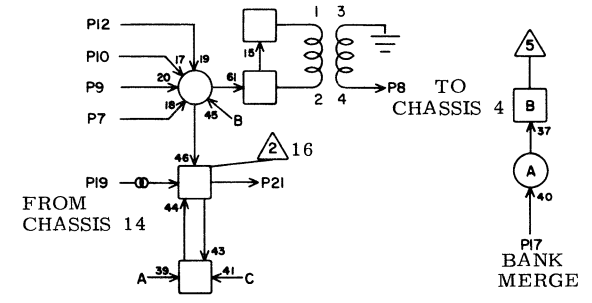 P12
1 3
P10
17
19
15
5
P9
20
61
2 4
P8
TO
CHASSIS 4
B
P7
18
45
B
37
46
2
16
A
P19
P21
40
FROM
CHASSIS 14
44
43
P17
BANK
MERGE
A
39
41
C